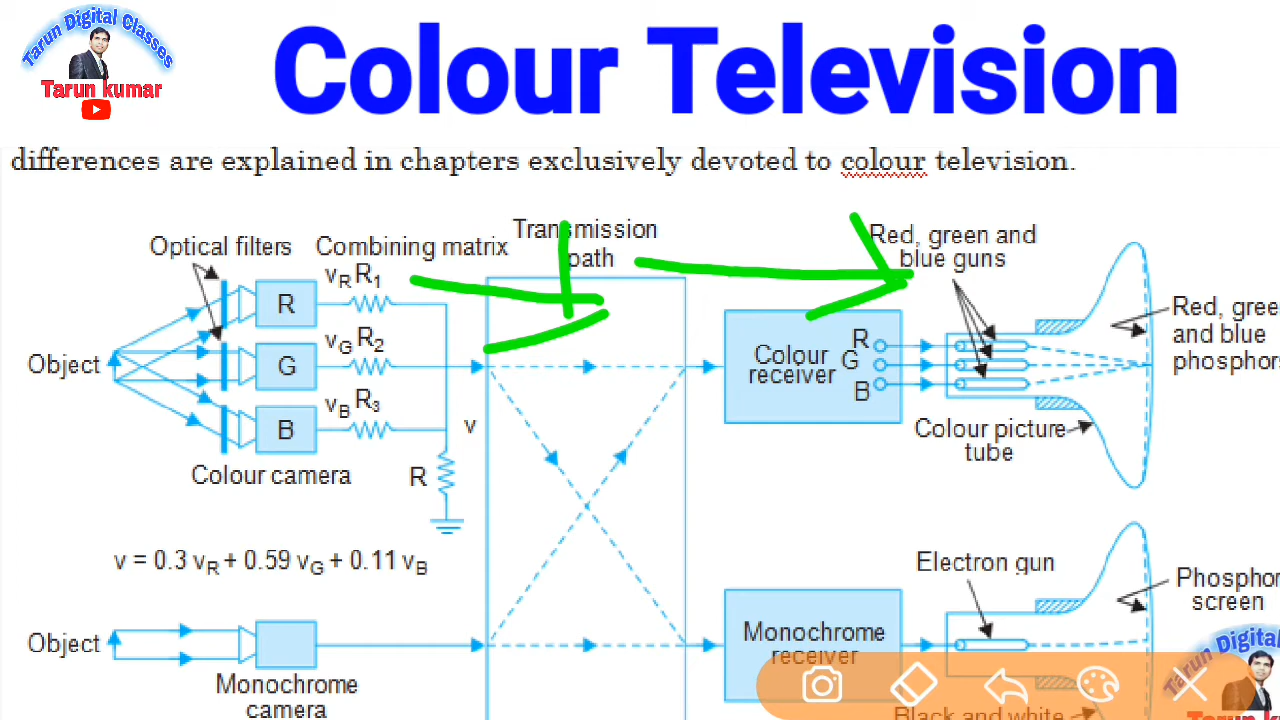 Tarun Digital Classes
Tarun kumar
Colour Television
differences are explained in chapters exclusively devoted to colour television.
Optical filters
Combining matrix
Transmission
path
Red, green and
blue guns
vR R1
R
vG R2
G
vB R3
B
Object
Colour camera
R
v
Colour
receiver
R
G
B
Colour picture
tube
Red, gree
and blue
phosphors
v = 0.3 vR + 0.59 vG + 0.11 vB
Electron gun
Phosphor
screen
Object
Monochrome
camera
Monochrome
receiver
Black and white
Tarun Digital